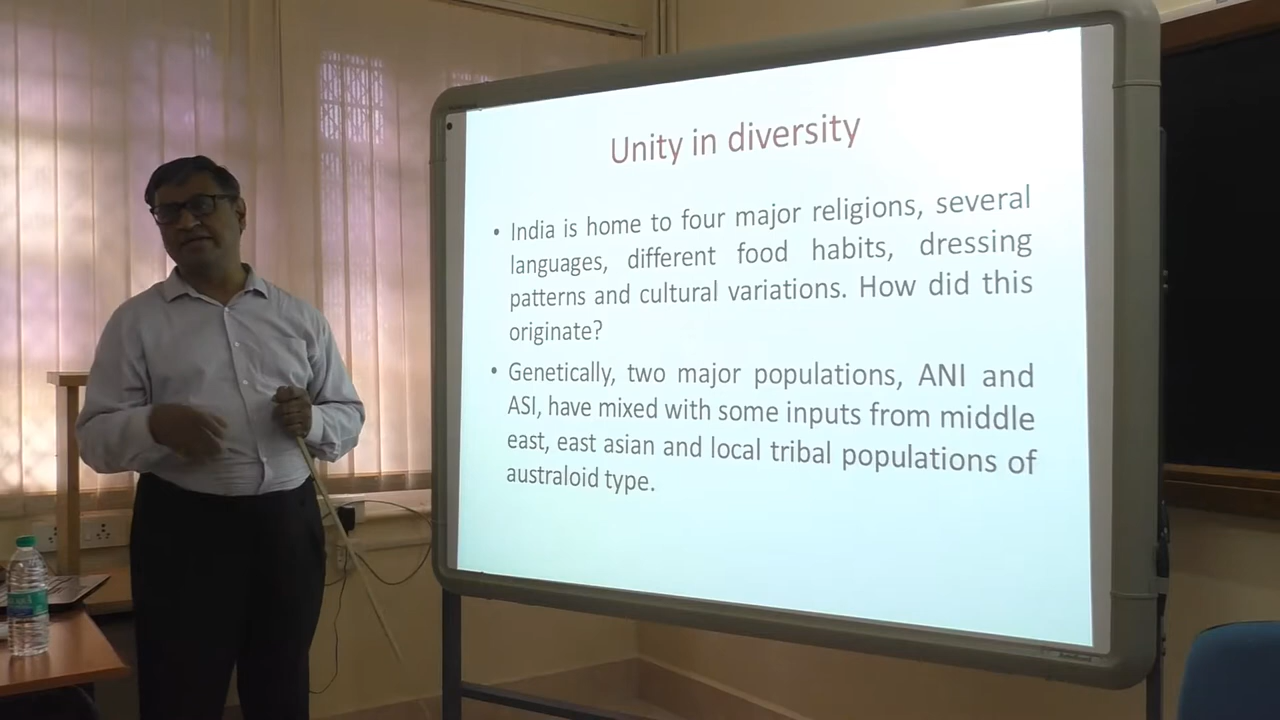 Unity in diversity
• India is home to four major religions, several
languages, different food habits, dressing
patterns and cultural variations. How did this
originate?
• Genetically, two major populations, ANI and
ASI, have mixed with some inputs from middle
east, east asian and local tribal populations of
australoid type.